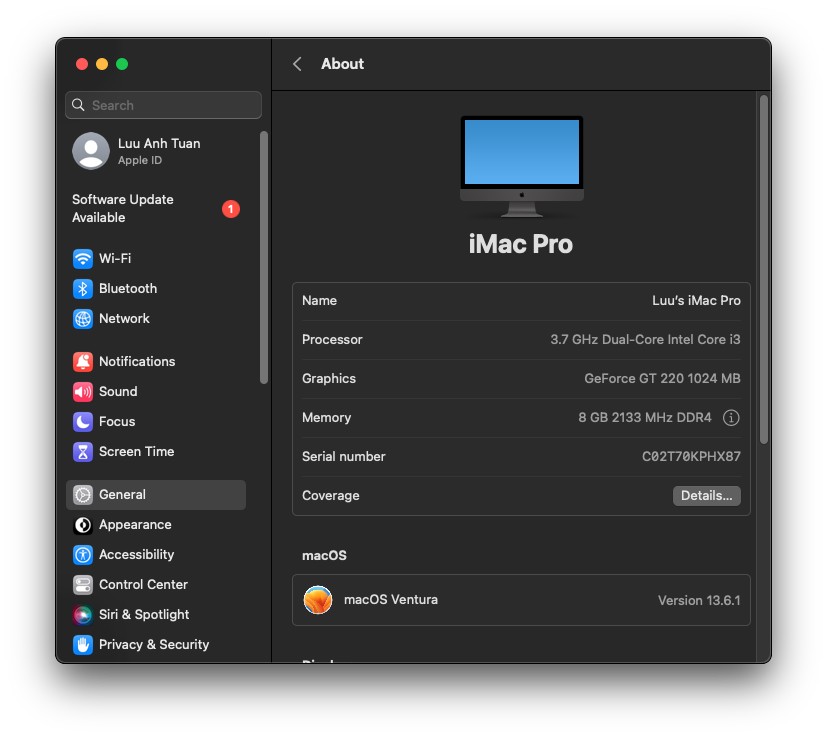 About
Search
Luu Anh Tuan
Apple ID
Software Update
Available
1
Wi-Fi
Bluetooth
Network
Notifications
Sound
Focus
Screen Time
General
Appearance
Accessibility
Control Center
Siri & Spotlight
Privacy & Security
iMac Pro
Name Luu's iMac Pro
Processor 3.7 GHz Dual-Core Intel Core i3
Graphics GeForce GT 220 1024 MB
Memory 8 GB 2133 MHz DDR4
Serial number C02T70KPHX87
Coverage Details...
macOS
macOS Ventura Version 13.6.1